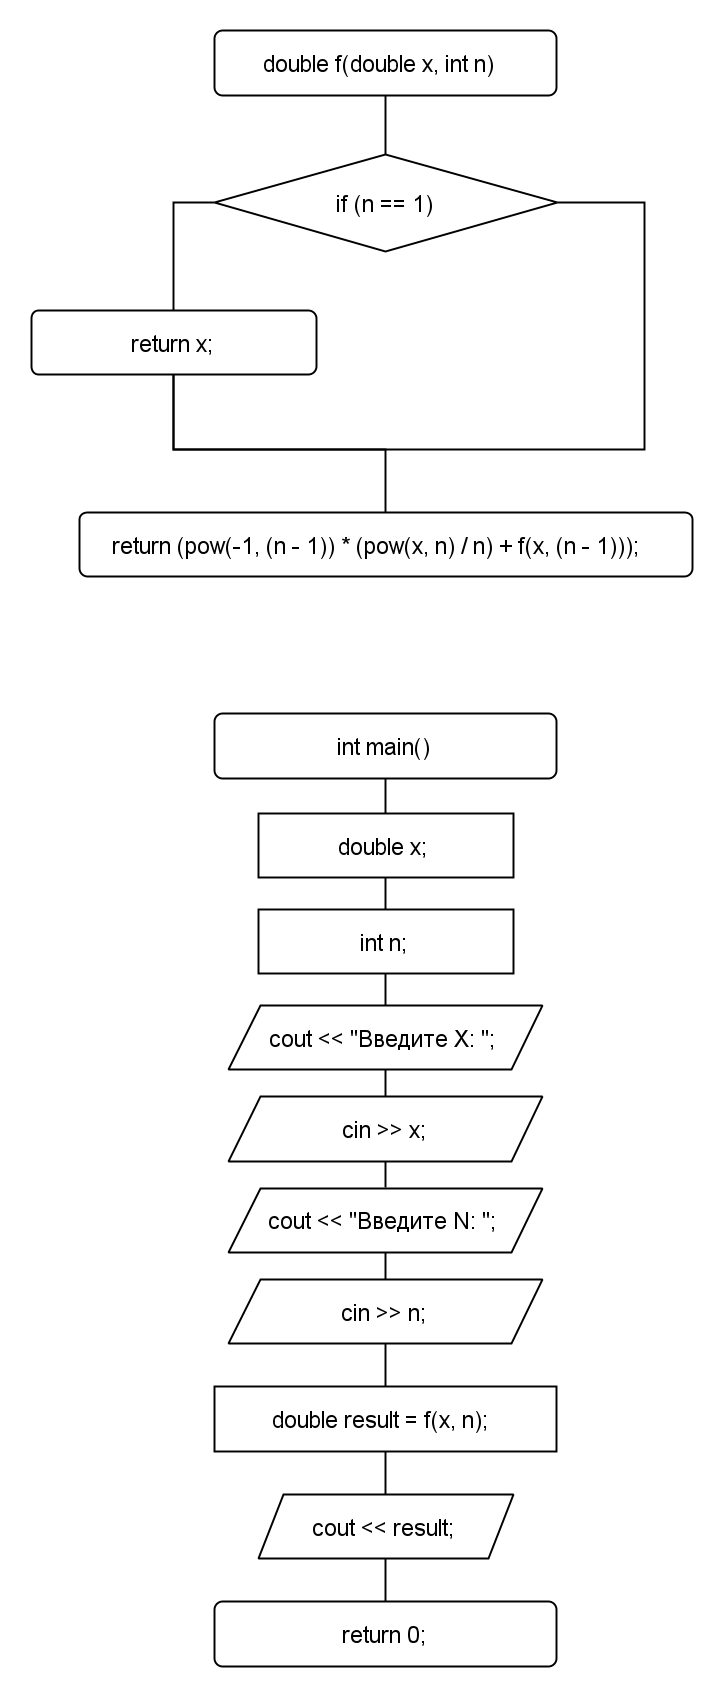 double f(double x, int n)
if (n == 1)
return x;
return (pow(-1, (n - 1)) * (pow(x, n) / n) + f(x, (n - 1)));
int main()
double x;
int n;
cout << "Введите X: ";
cin >> x;
cout << "Введите N: ";
cin >> n;
double result = f(x, n);
cout << result;
return 0;